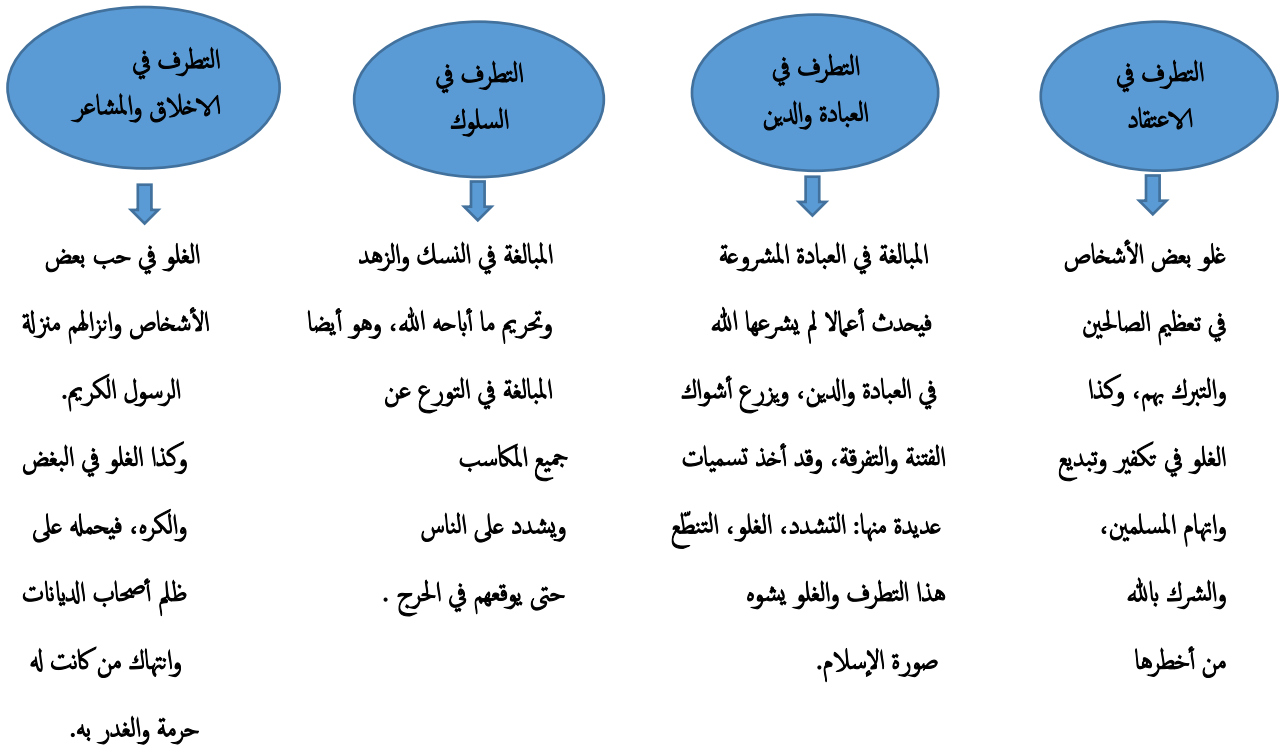 التطرف في
الاعتقاد
غلو بعض الأشخاص
في تعظيم الصالحين
والتبرك بهم، وكذا
الغلو في تكفير وتبديع
واتهام المسلمين،
والشرك بالله
من أخطرها
التطرف في
العبادة والدين
المبالغة في العبادة المشروعة
فيحدث أعمالا لم يشرعها الله
في العبادة والدين، ويزرع أشواك
الفتنة والتفرقة، وقد أخذ تسميات
عديدة منها: التشدد، الغلو، التنطّع
هذا التطرف والغلو يشوه
صورة الإسلام.
التطرف في
السلوك
المبالغة في النسك والزهد
وتحريم ما أباحه الله، وهو أيضا
المبالغة في التورع عن
جميع المكاسب
ويشدد على الناس
حتى يوقعهم في الحرج .
التطرف في
الاخلاق والمشاعر
الغلو في حب بعض
الأشخاص وانزالهم منزلة
الرسول الكريم.
وكذا الغلو في البغض
والكره، فيحمله على
ظلم أصحاب الديانات
وانتهاك من كانت له
حرمة والغدر به.